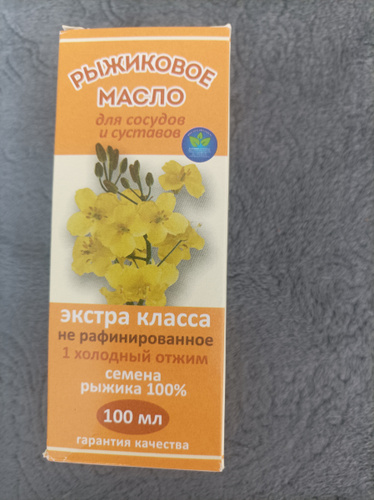 РЫЖИКОВОЕ
МАСЛО
для сосудов
и суставов
экстра класса
не рафинированное
1 холодный отжим
семена
рыжика 100%
100 мл
гарантия качества